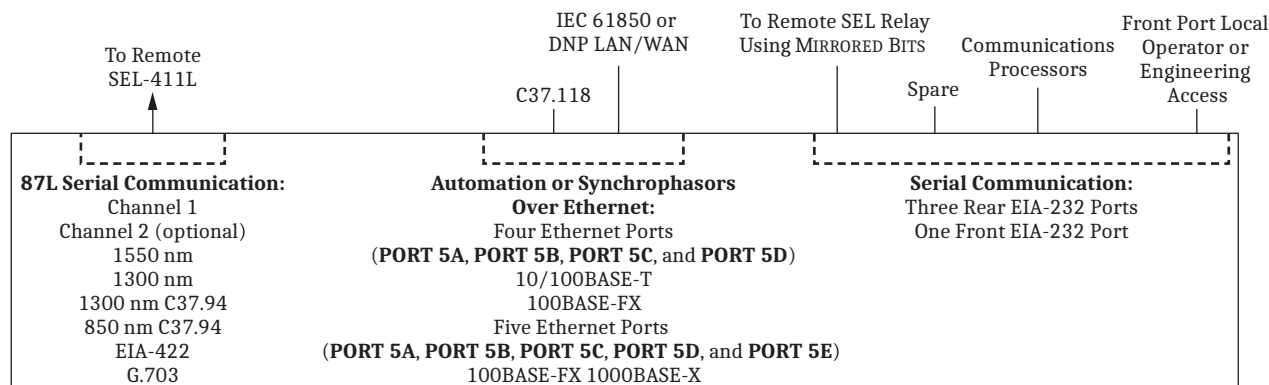 To Remote
SEL-411L
C37.118
IEC 61850 or
DNP LAN/WAN
To Remote SEL Relay
Using MIRRORED BITS
Spare
Communications
Processors
Front Port Local
Operator or
Engineering
Access
87L Serial Communication:
Channel 1
Channel 2 (optional)
1550 nm
1300 nm
1300 nm C37.94
850 nm C37.94
EIA-422
G.703
Automation or Synchrophasors
Over Ethernet:
Four Ethernet Ports
(PORT 5A, PORT 5B, PORT 5C, and PORT 5D)
10/100BASE-T
100BASE-FX
Five Ethernet Ports
(PORT 5A, PORT 5B, PORT 5C, PORT 5D, and PORT 5E)
100BASE-FX 1000BASE-X
Serial Communication:
Three Rear EIA-232 Ports
One Front EIA-232 Port